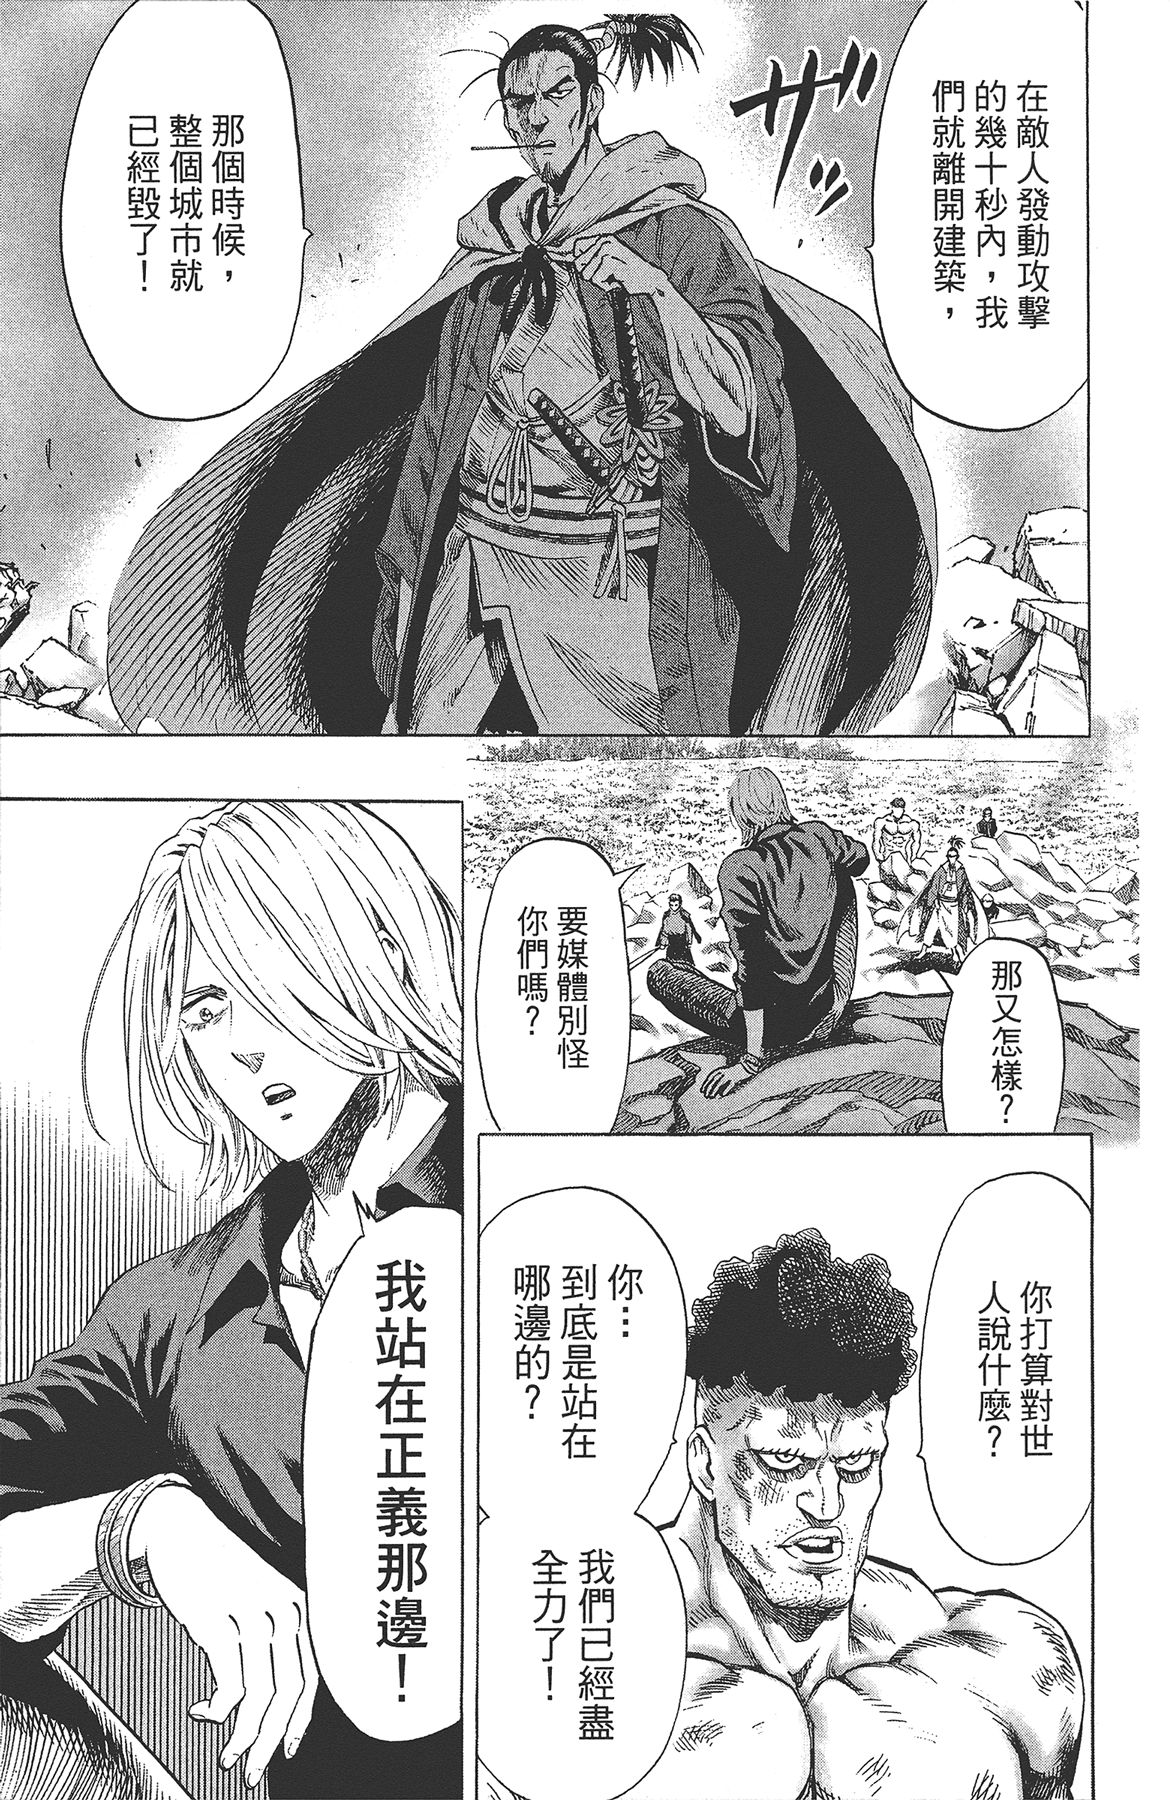 在敵人發動攻擊
的幾十秒內，我
們就離開建築，
ザッ
那個時候，
整個城市就
已經毀了！
那又怎樣？
要媒體別怪
你們嗎？
你打算對世
人說什麼？
你…
到底是站在
哪邊的？
我們已經盡
全力了！
我站在正義那邊！